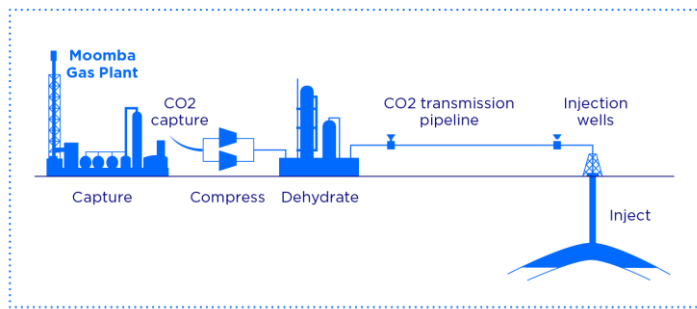 Moomba
Gas Plant
CO2
capture
CO2 transmission
pipeline
Injection
wells
Capture
Compress
Dehydrate
Inject